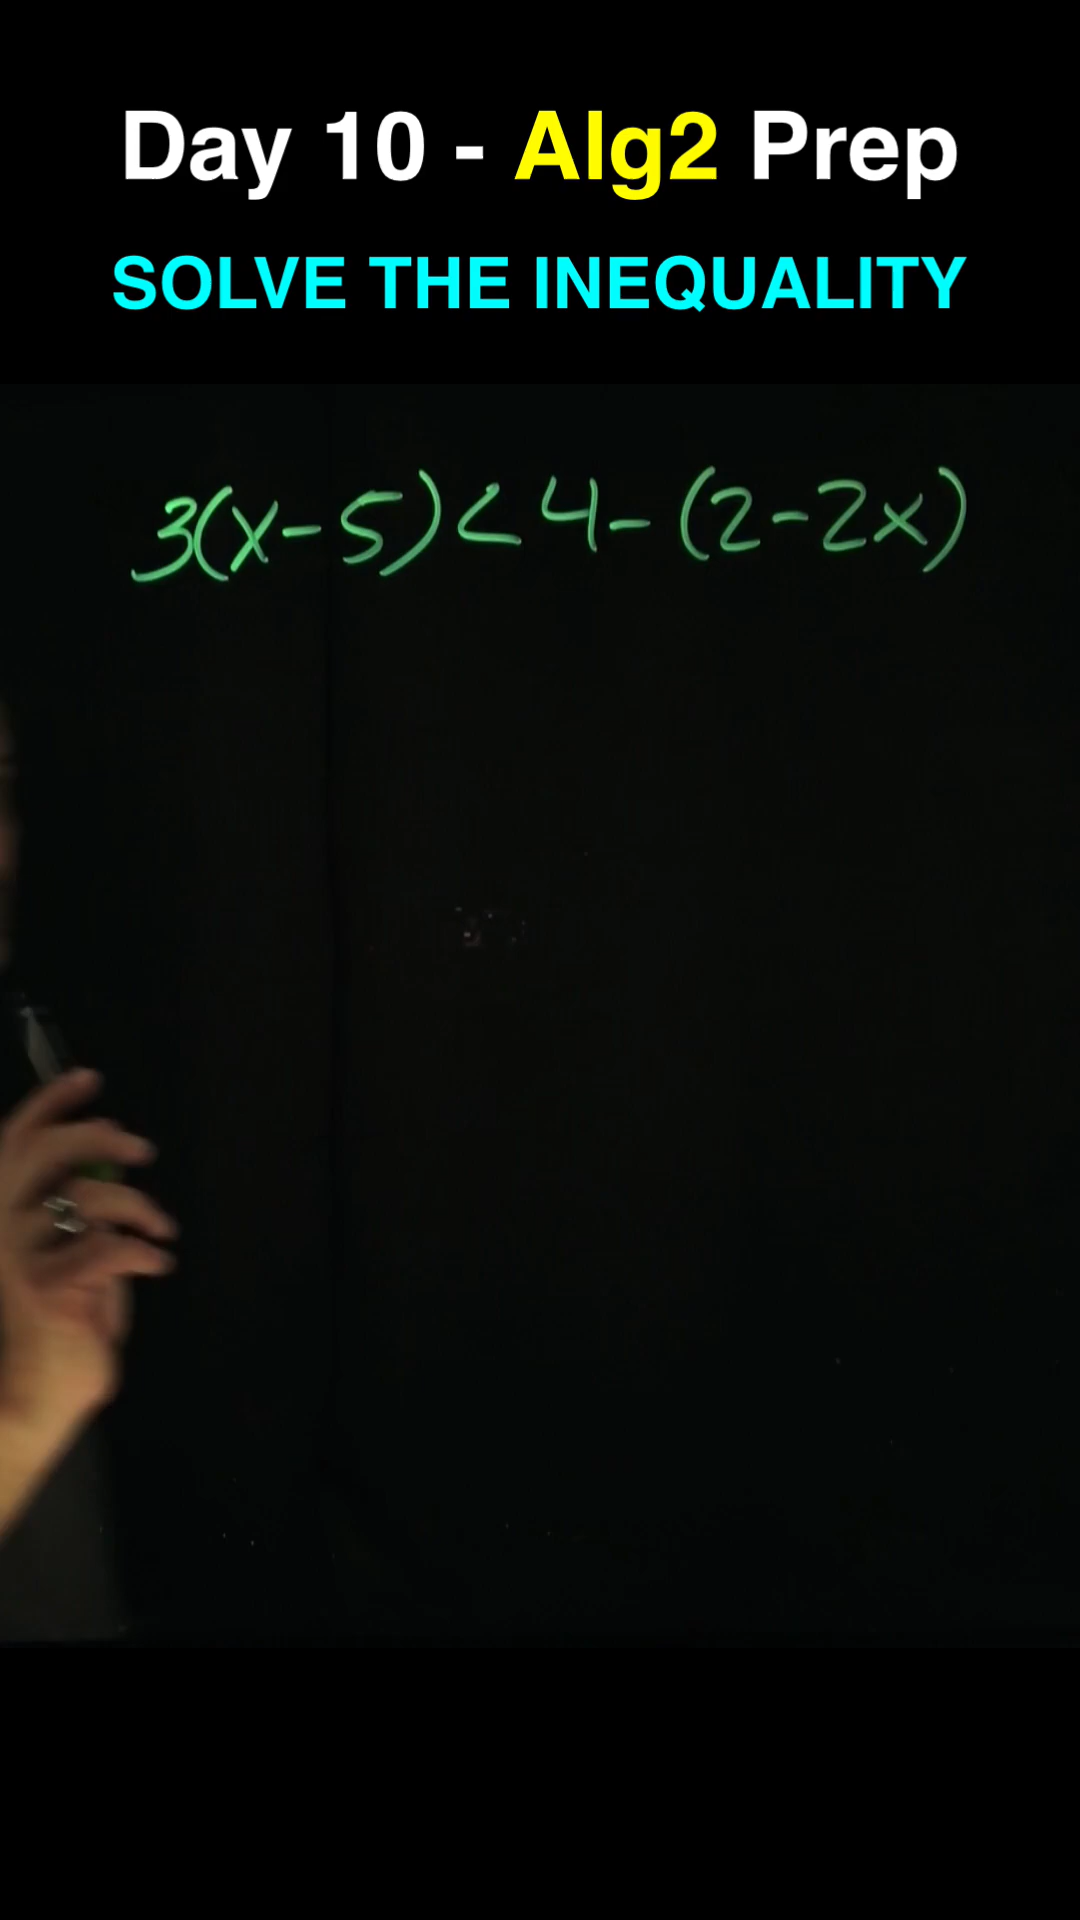 Day 10 - Alg2 Prep
SOLVE THE INEQUALITY
3(x-5)<4-(2-2x)